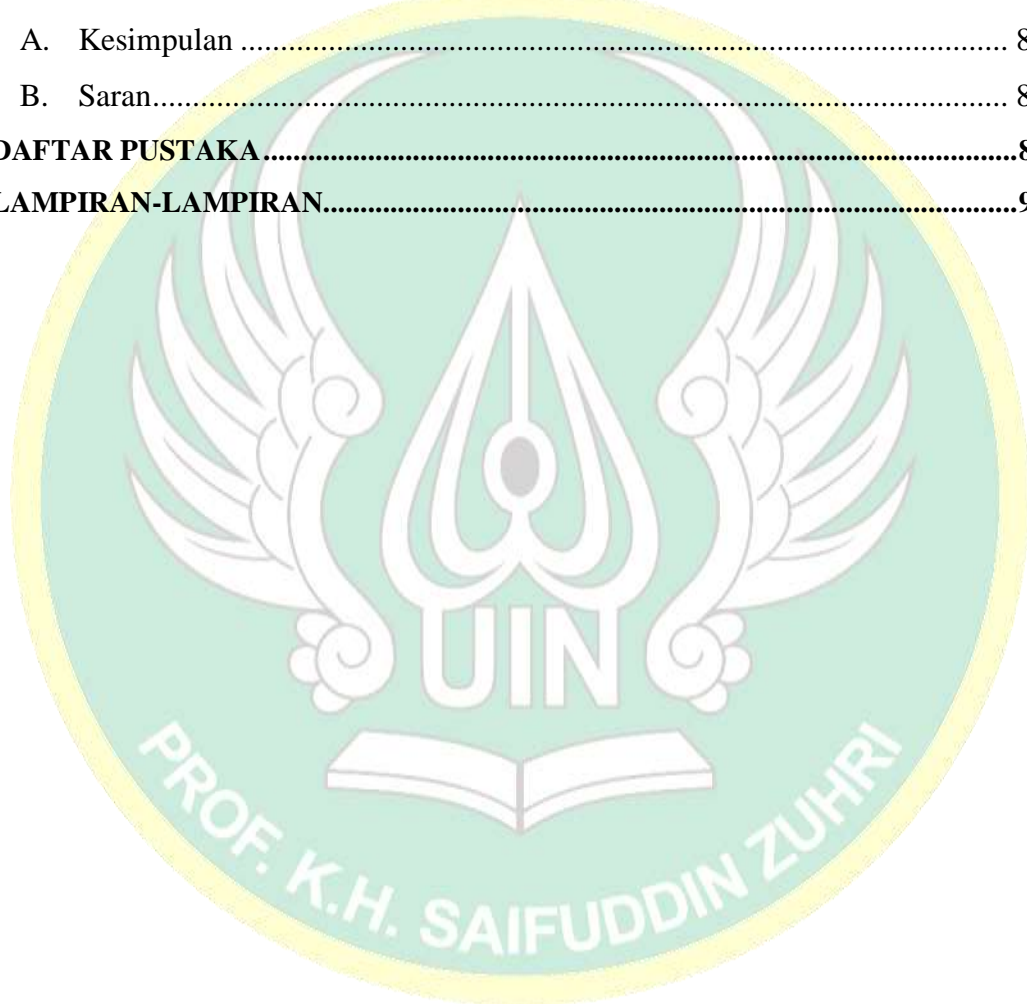 A. Kesimpulan ........................................................................................................ 8
B. Saran.................................................................................................................... 8
DAFTAR PUSTAKA....................................................................................................8
LAMPIRAN-LAMPIRAN............................................................................................9
UIN
PROF. K.H. SAIFUDDIN ZUHRI